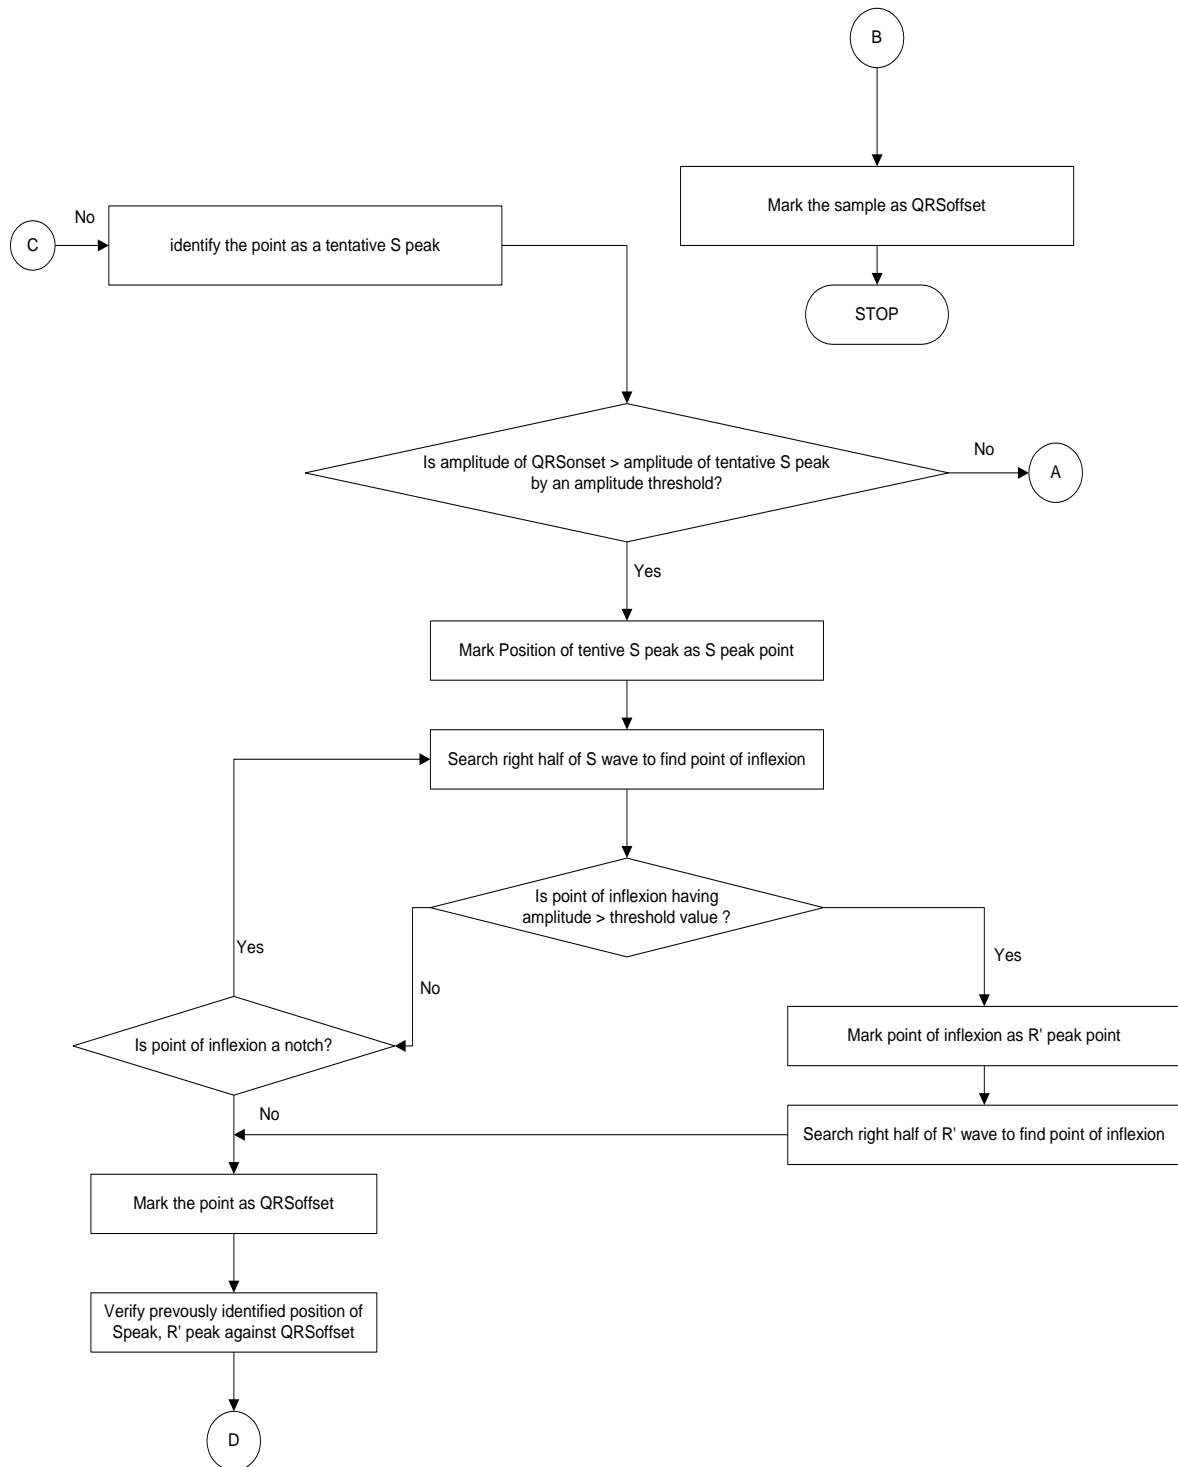 B
Mark the sample as QRSoffset
STOP
No
C
identify the point as a tentative S peak
Is amplitude of QRSonset > amplitude of tentative S peak
by an amplitude threshold?
No
A
Yes
Mark Position of tentive S peak as S peak point
Search right half of S wave to find point of inflexion
Is point of inflexion having
amplitude > threshold value ?
Yes
No
Yes
Is point of inflexion a notch?
Mark point of inflexion as R' peak point
No
Search right half of R' wave to find point of inflexion
Mark the point as QRSoffset
Verify prevously identified position of
Speak, R' peak against QRSoffset
D